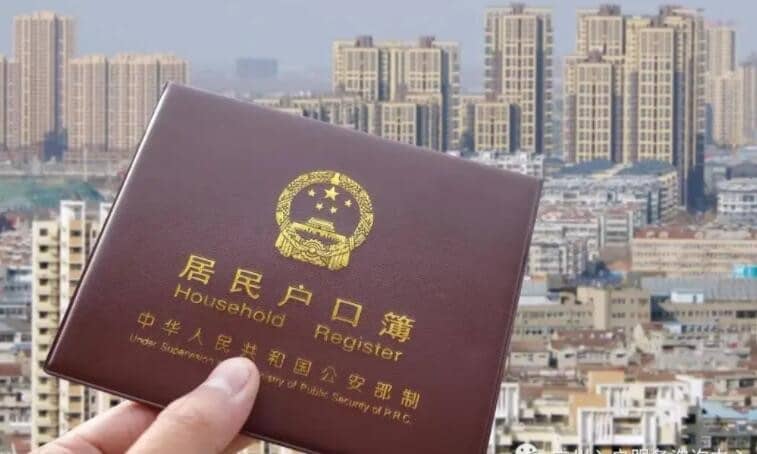 居民户口簿
Household Register
中华人民共和国公安部制
Under Supervision
istry of Public Security of P.R.C.